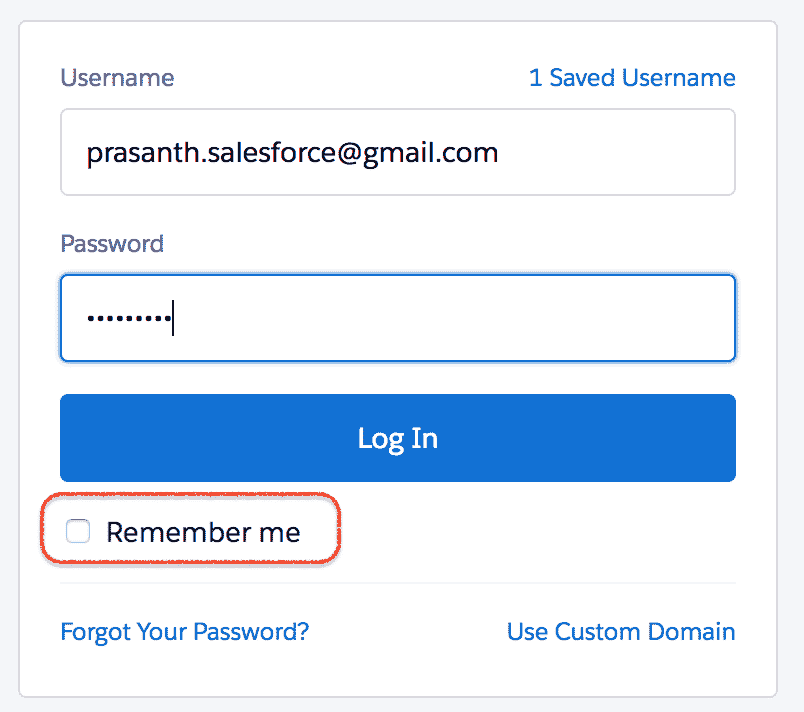 Username 1 Saved Username
prasanth.salesforce@gmail.com
Password
•••••••••
Log In
Remember me
Forgot Your Password? Use Custom Domain